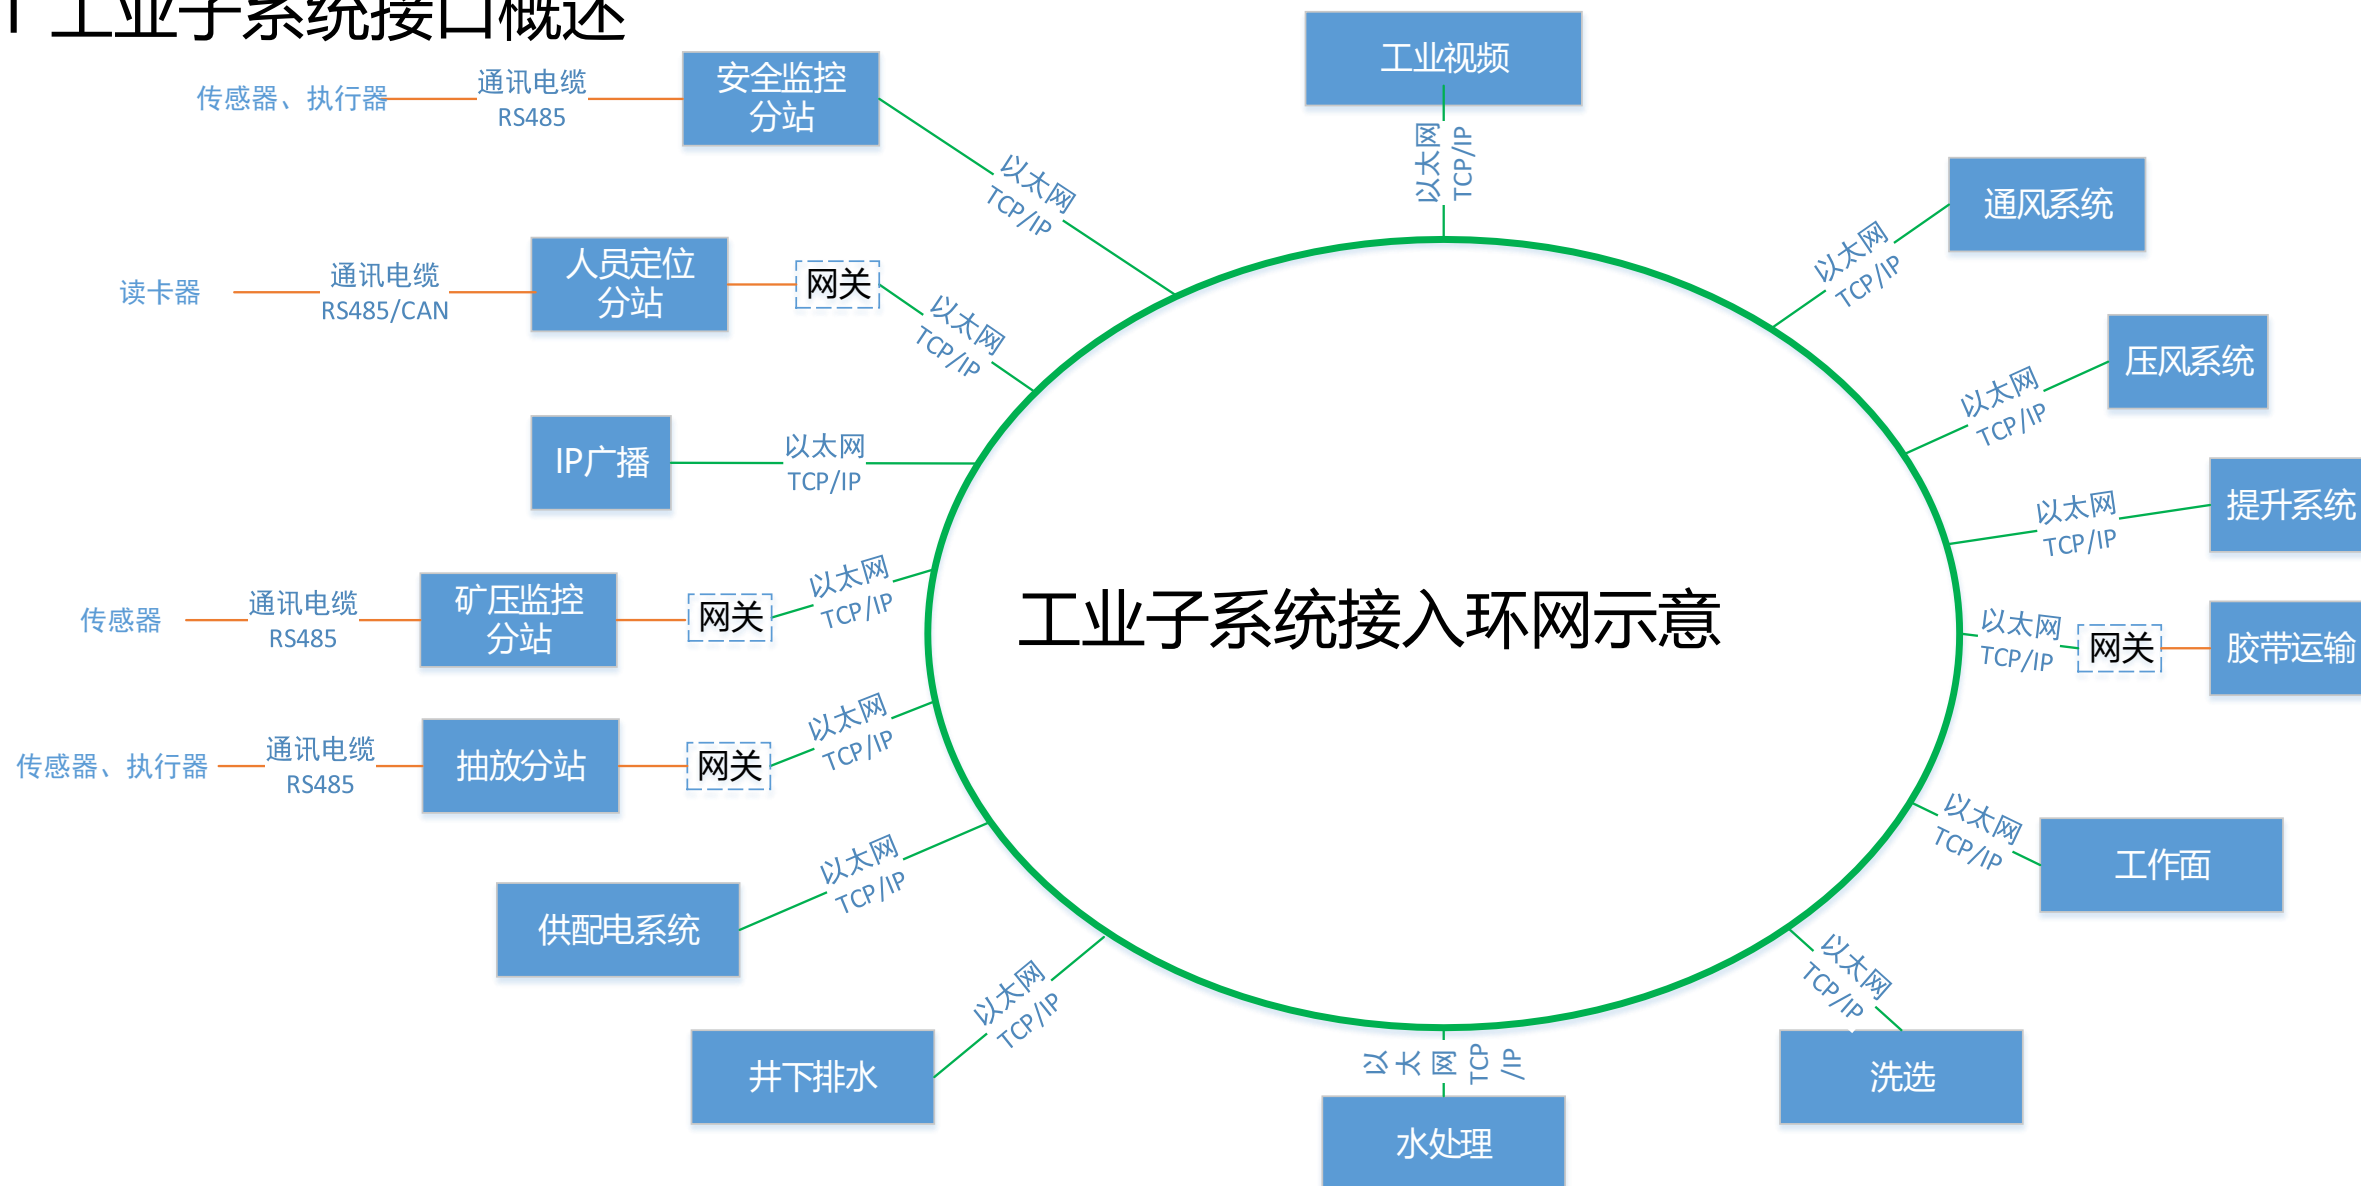 工业子系统接口概述
工业视频
安全监控
分站
传感器、执行器
通讯电缆
RS485
以太网
TCP/IP
以太网
TCP/IP
通风系统
以太网
TCP/IP
读卡器
通讯电缆
RS485/CAN
人员定位
分站
网关
以太网
TCP/IP
压风系统
以太网
TCP/IP
IP广播
以太网
TCP/IP
提升系统
以太网
TCP/IP
传感器
通讯电缆
RS485
矿压监控
分站
网关
以太网
TCP/IP
工业子系统接入环网示意
以太网
TCP/IP
网关
胶带运输
传感器、执行器
通讯电缆
RS485
抽放分站
网关
以太网
TCP/IP
以太网
TCP/IP
工作面
供配电系统
以太网
TCP/IP
以太网
TCP/IP
洗选
井下排水
以太网
TCP/IP
以太网TCP
/IP
水处理